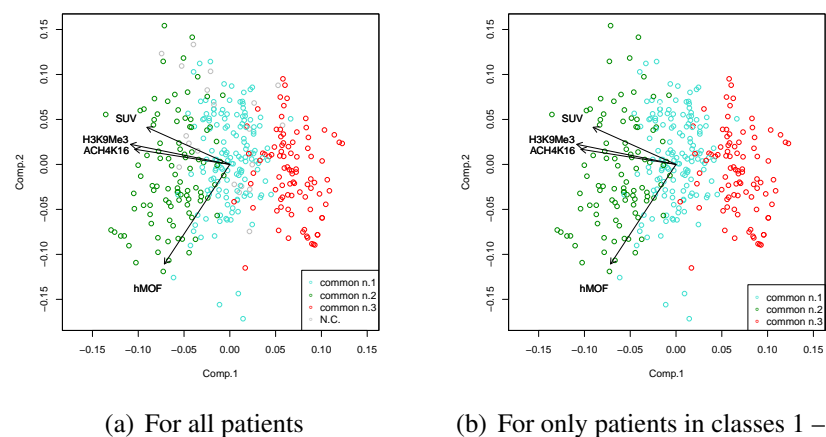 0.15
0.10
0.05
0.00
−0.05
−0.10
−0.15
Comp.2
SUV
H3K9Me3
ACH4K16
hMOF
common n.1
common n.2
common n.3
N.C.
−0.15 −0.10 −0.05 0.00 0.05 0.10 0.15
Comp.1
(a) For all patients
0.15
0.10
0.05
0.00
−0.05
−0.10
−0.15
Comp.2
SUV
H3K9Me3
ACH4K16
hMOF
common n.1
common n.2
common n.3
−0.15 −0.10 −0.05 0.00 0.05 0.10 0.15
Comp.1
(b) For only patients in classes 1 –